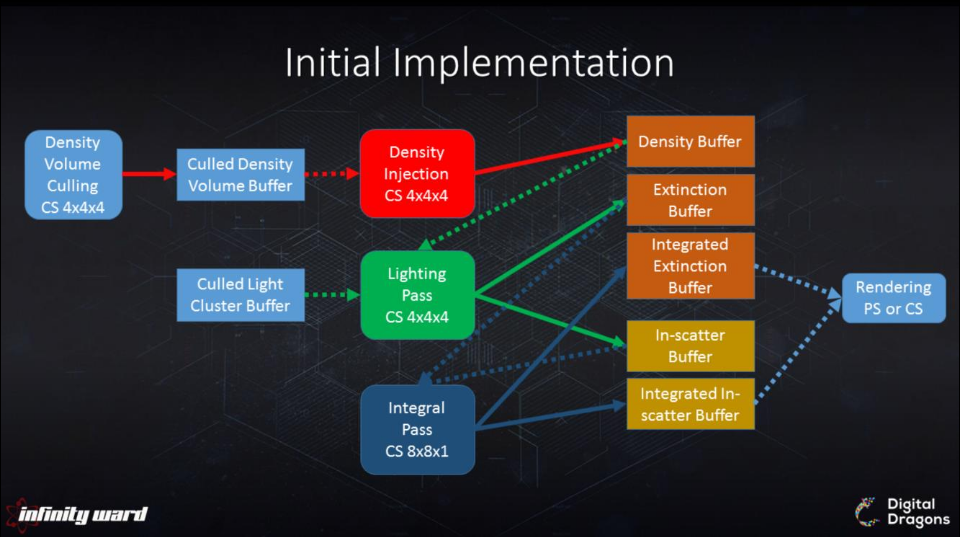 Initial Implementation
Density
Volume
Culling
CS 4x4x4
Culled Density
Volume Buffer
Density
Injection
CS 4x4x4
Density Buffer
Extinction
Buffer
Integrated
Extinction
Buffer
Culled Light
Cluster Buffer
Lighting
Pass
CS 4x4x4
Rendering
PS or CS
In-scatter
Buffer
Integrated In-
scatter Buffer
Integral
Pass
CS 8x8x1
infinity ward
Digital
Dragons